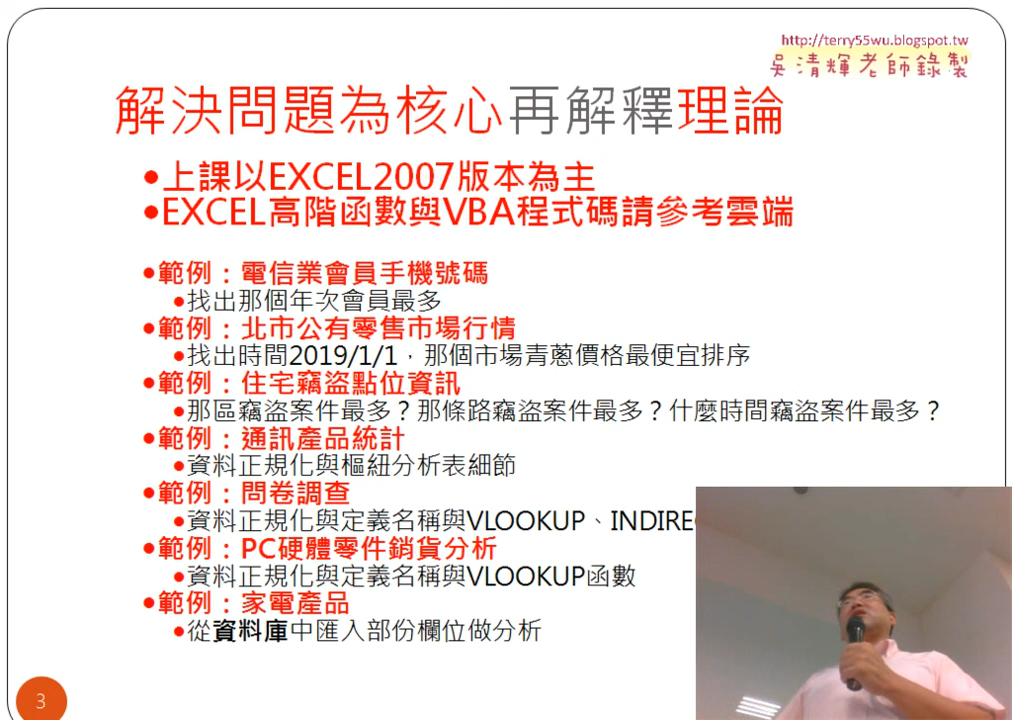 http://terry55wu.blogspot.tw
吳清輝老師錄製
解決問題為核心再解釋理論
•上課以EXCEL2007版本為主
•EXCEL高階函數與VBA程式碼請參考雲端
•範例：電信業會員手機號碼
•找出那個年次會員最多
•範例：北市公有零售市場行情
•找出時間2019/1/1，那個市場青蔥價格最便宜排序
•範例：住宅竊盜點位資訊
•那區竊盜案件最多？那條路竊盜案件最多？什麼時間竊盜案件最多？
•範例：通訊產品統計
•資料正規化與樞紐分析表細節
•範例：問卷調查
•資料正規化與定義名稱與VLOOKUP、INDIRE
•範例：PC硬體零件銷貨分析
•資料正規化與定義名稱與VLOOKUP函數
•範例：家電產品
•從資料庫中匯入部份欄位做分析
3